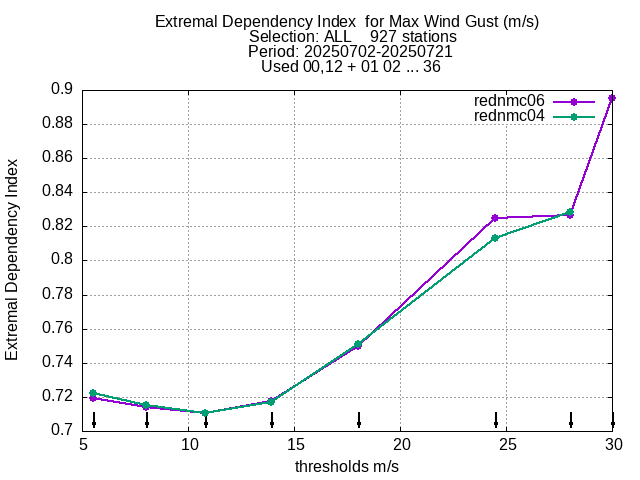 Extremal Dependency Index  for Max Wind Gust (m/s)
Selection: ALL    927 stations
Period: 20250702-20250721
Used 00,12 + 01 02 ... 36
rednmc06
rednmc04
Extremal Dependency Index
0.9
0.88
0.86
0.84
0.82
0.8
0.78
0.76
0.74
0.72
0.7
5 10 15 20 25 30
thresholds m/s